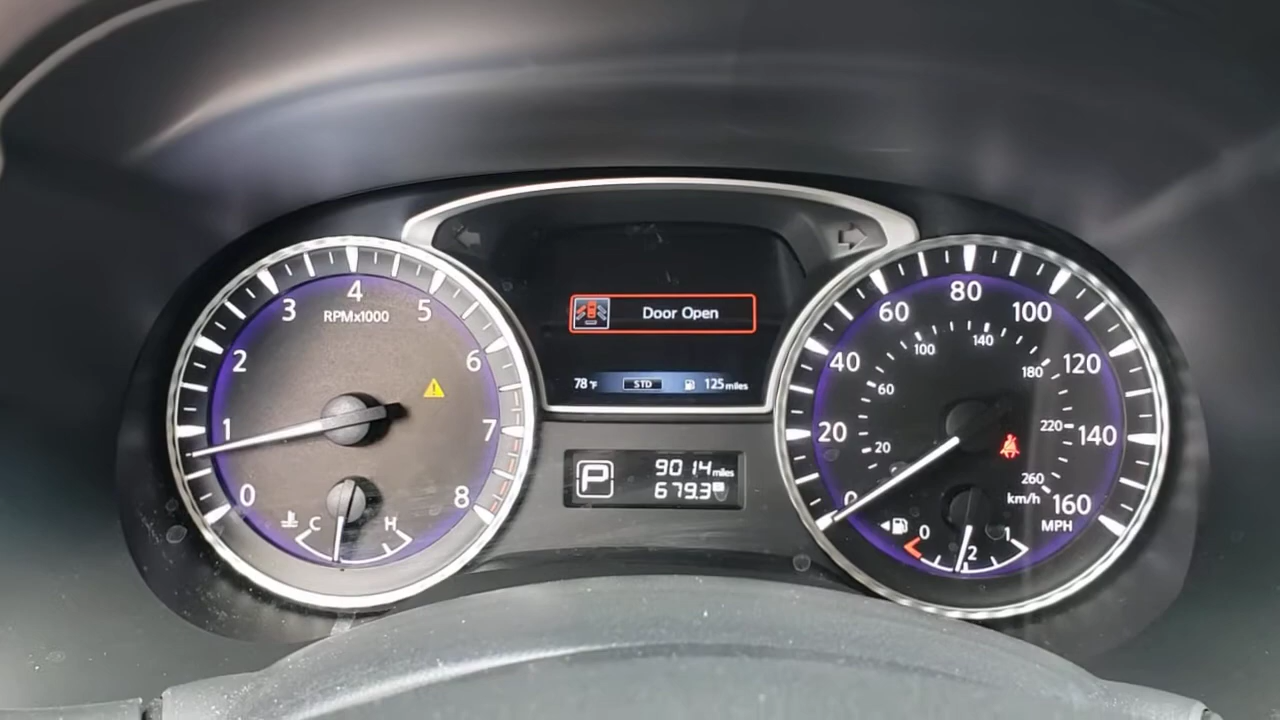 4
3
5
RPMx1000
2
6
1
7
0
8
C
H
Door Open
78°F
STD
125 miles
P
9014 miles
679.3
80
60
100
40
120
20
140
0
160
MPH
140
100
180
60
220
20
260
km/h
0
1
2